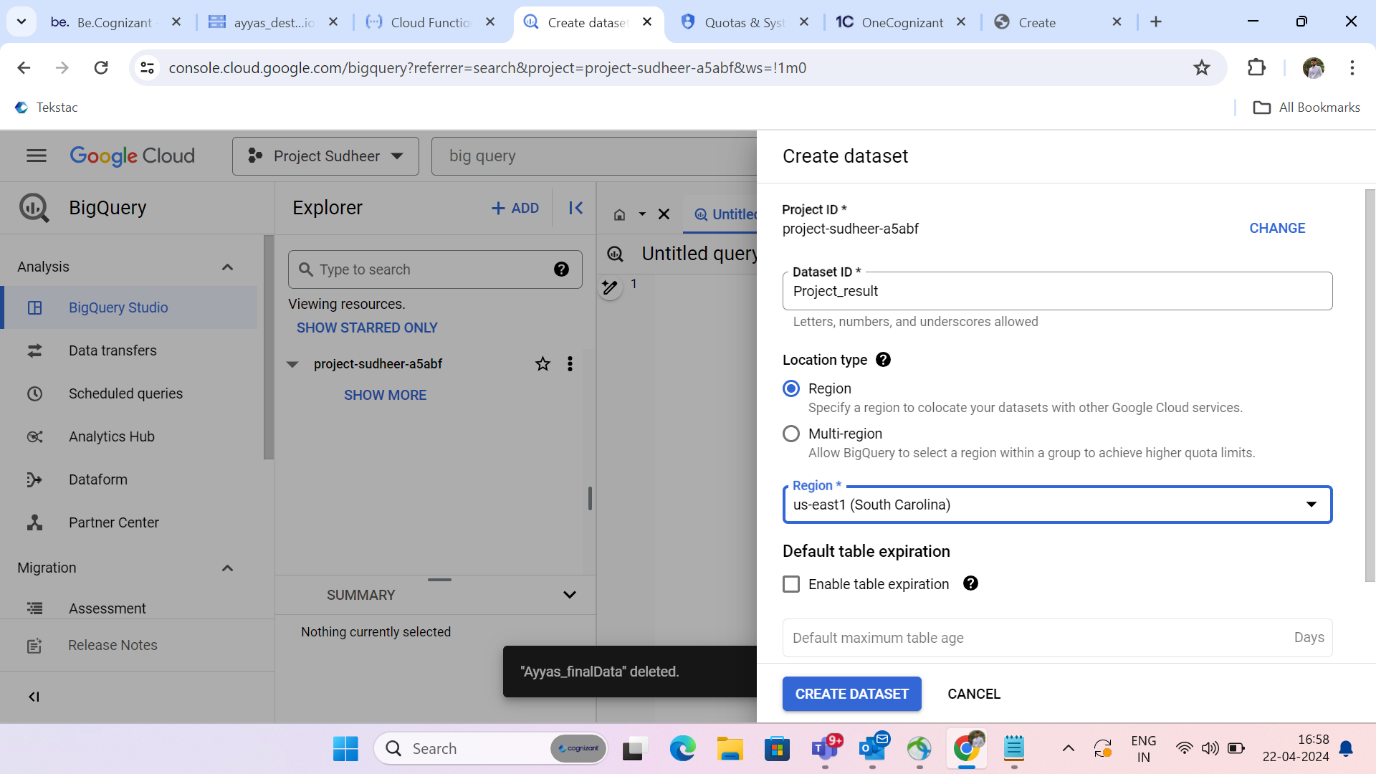 be. Be.Cognizant
ayyas_dest...io
Cloud Functio
Create dataset
Quotas & Syst
1C OneCognizant
Create
console.cloud.google.com/bigquery?referrer=search&project=project-sudheer-a5abf&ws=!1m0
Tekstac
All Bookmarks
Google Cloud
Project Sudheer
big query
BigQuery
Analysis
BigQuery Studio
Data transfers
Scheduled queries
Analytics Hub
Dataform
Partner Center
Migration
Assessment
Release Notes
Explorer
+ ADD
Type to search
Viewing resources.
SHOW STARRED ONLY
project-sudheer-a5abf
SHOW MORE
SUMMARY
Nothing currently selected
Untitled
Untitled query
1
"Ayyas_finalData" deleted.
Create dataset
Project ID *
project-sudheer-a5abf
CHANGE
Dataset ID *
Project_result
Letters, numbers, and underscores allowed
Location type
Region
Specify a region to colocate your datasets with other Google Cloud services.
Multi-region
Allow BigQuery to select a region within a group to achieve higher quota limits.
Region *
us-east1 (South Carolina)
Default table expiration
Enable table expiration
Default maximum table age
Days
CREATE DATASET
CANCEL
Search
cognizant
9+
ENG
IN
16:58
22-04-2024